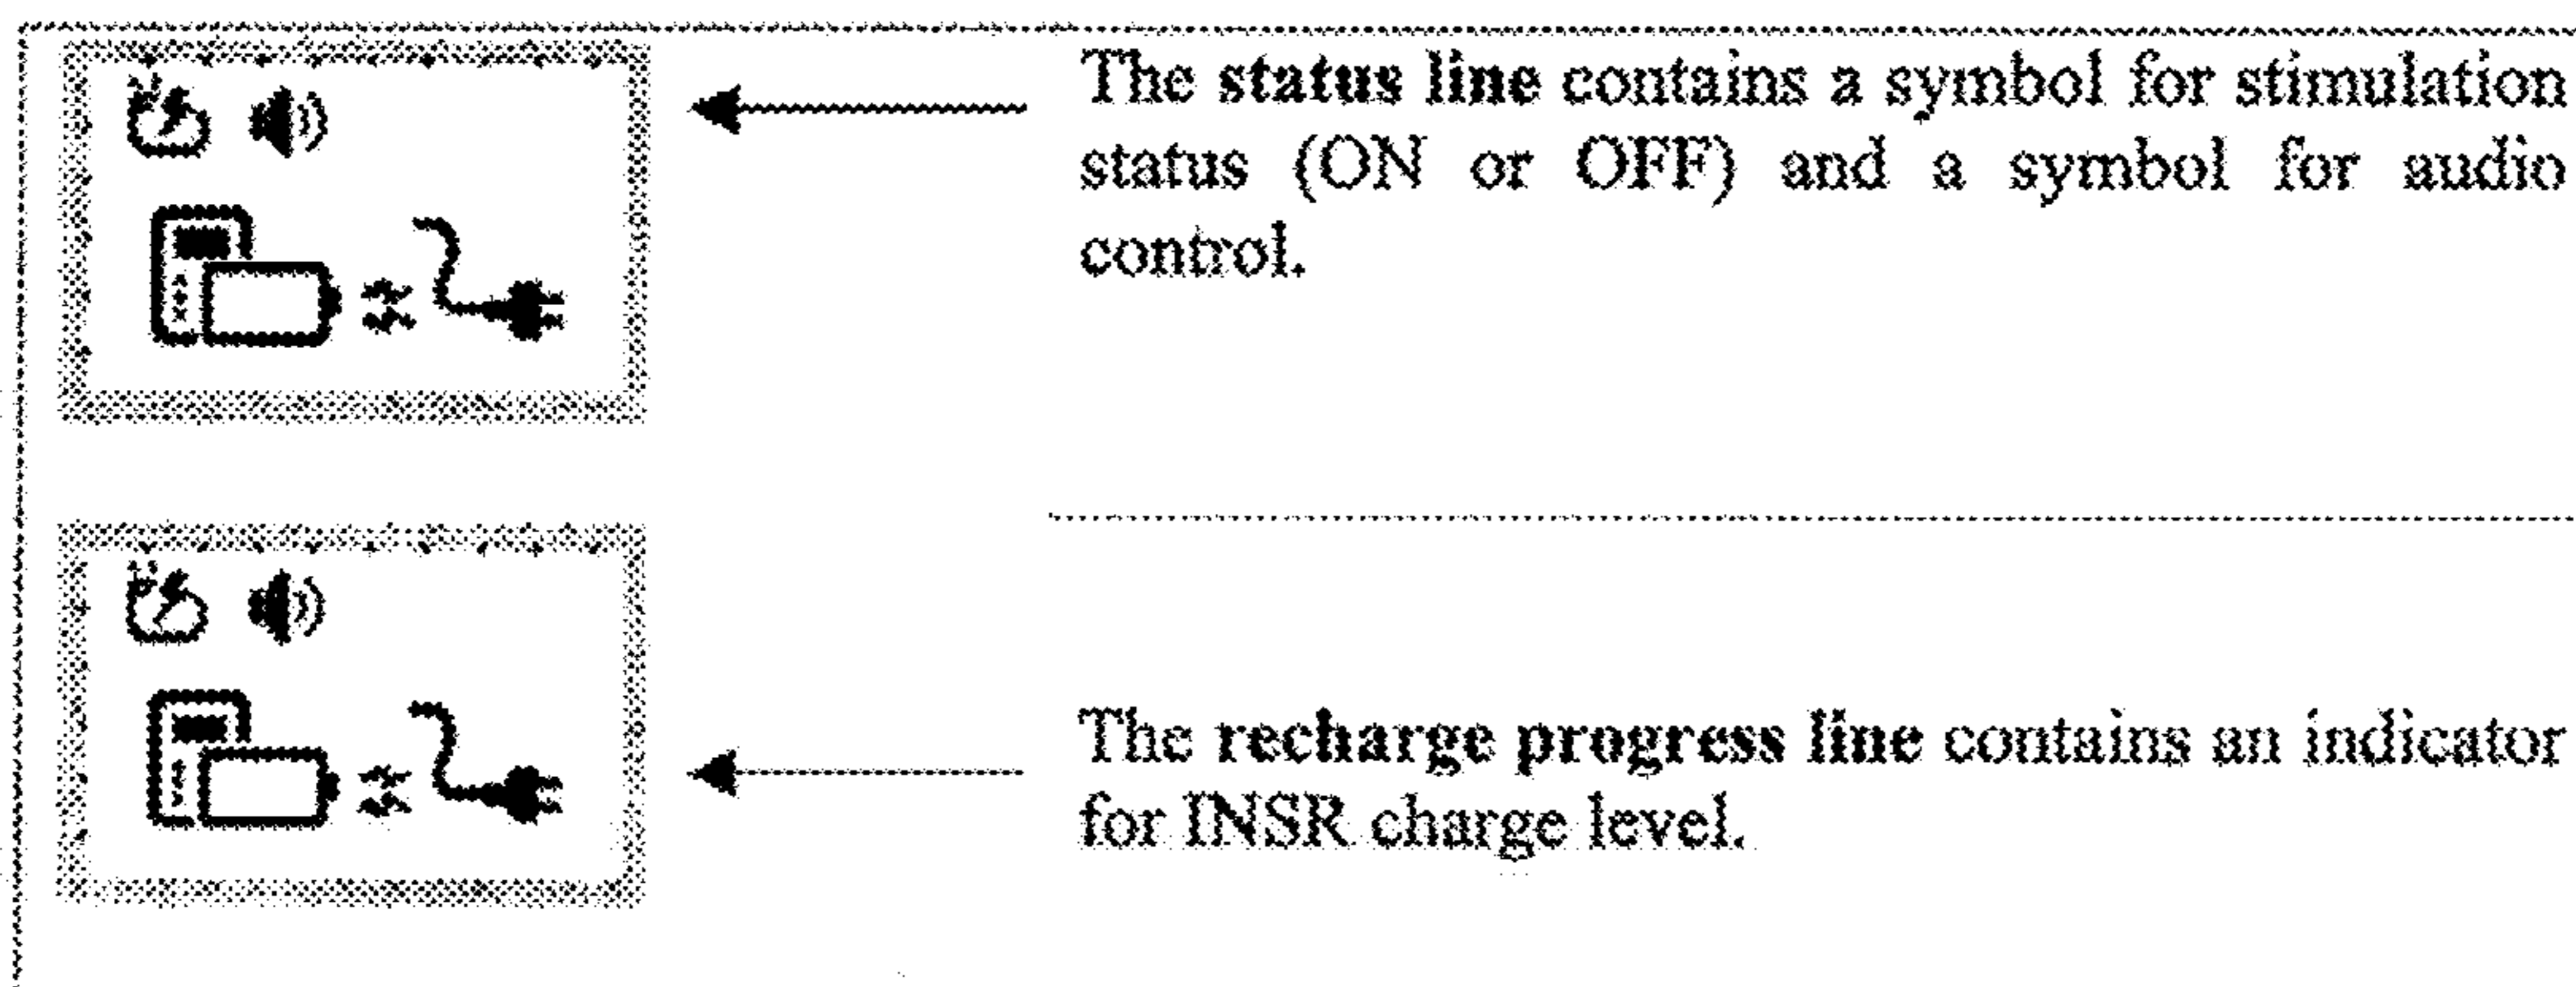 The status line contains a symbol for stimulation
status (ON or OFF) and a symbol for audio
control.
The recharge progress line contains an indicator
for INSR charge level.